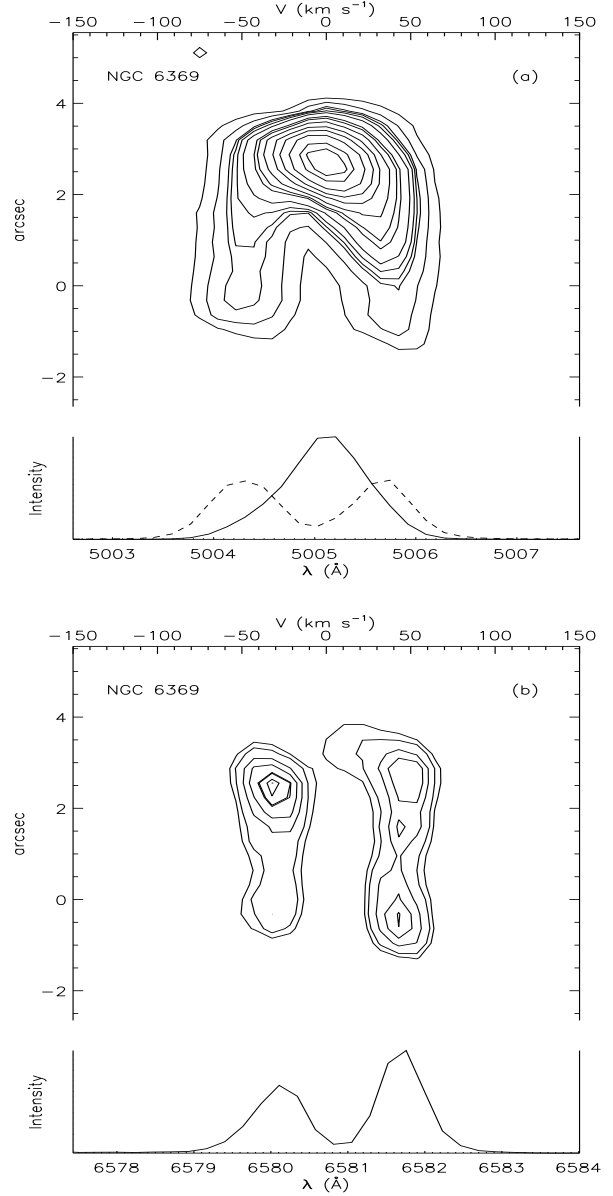 V (km s⁻¹)
−150 −100 −50 0 50 100 150
NGC 6369 (a)
4
2
0
−2
arcsec
Intensity
5003 5004 5005 5006 5007
λ (Å)
V (km s⁻¹)
−150 −100 −50 0 50 100 150
NGC 6369 (b)
4
2
0
−2
arcsec
Intensity
6578 6579 6580 6581 6582 6583 6584
λ (Å)